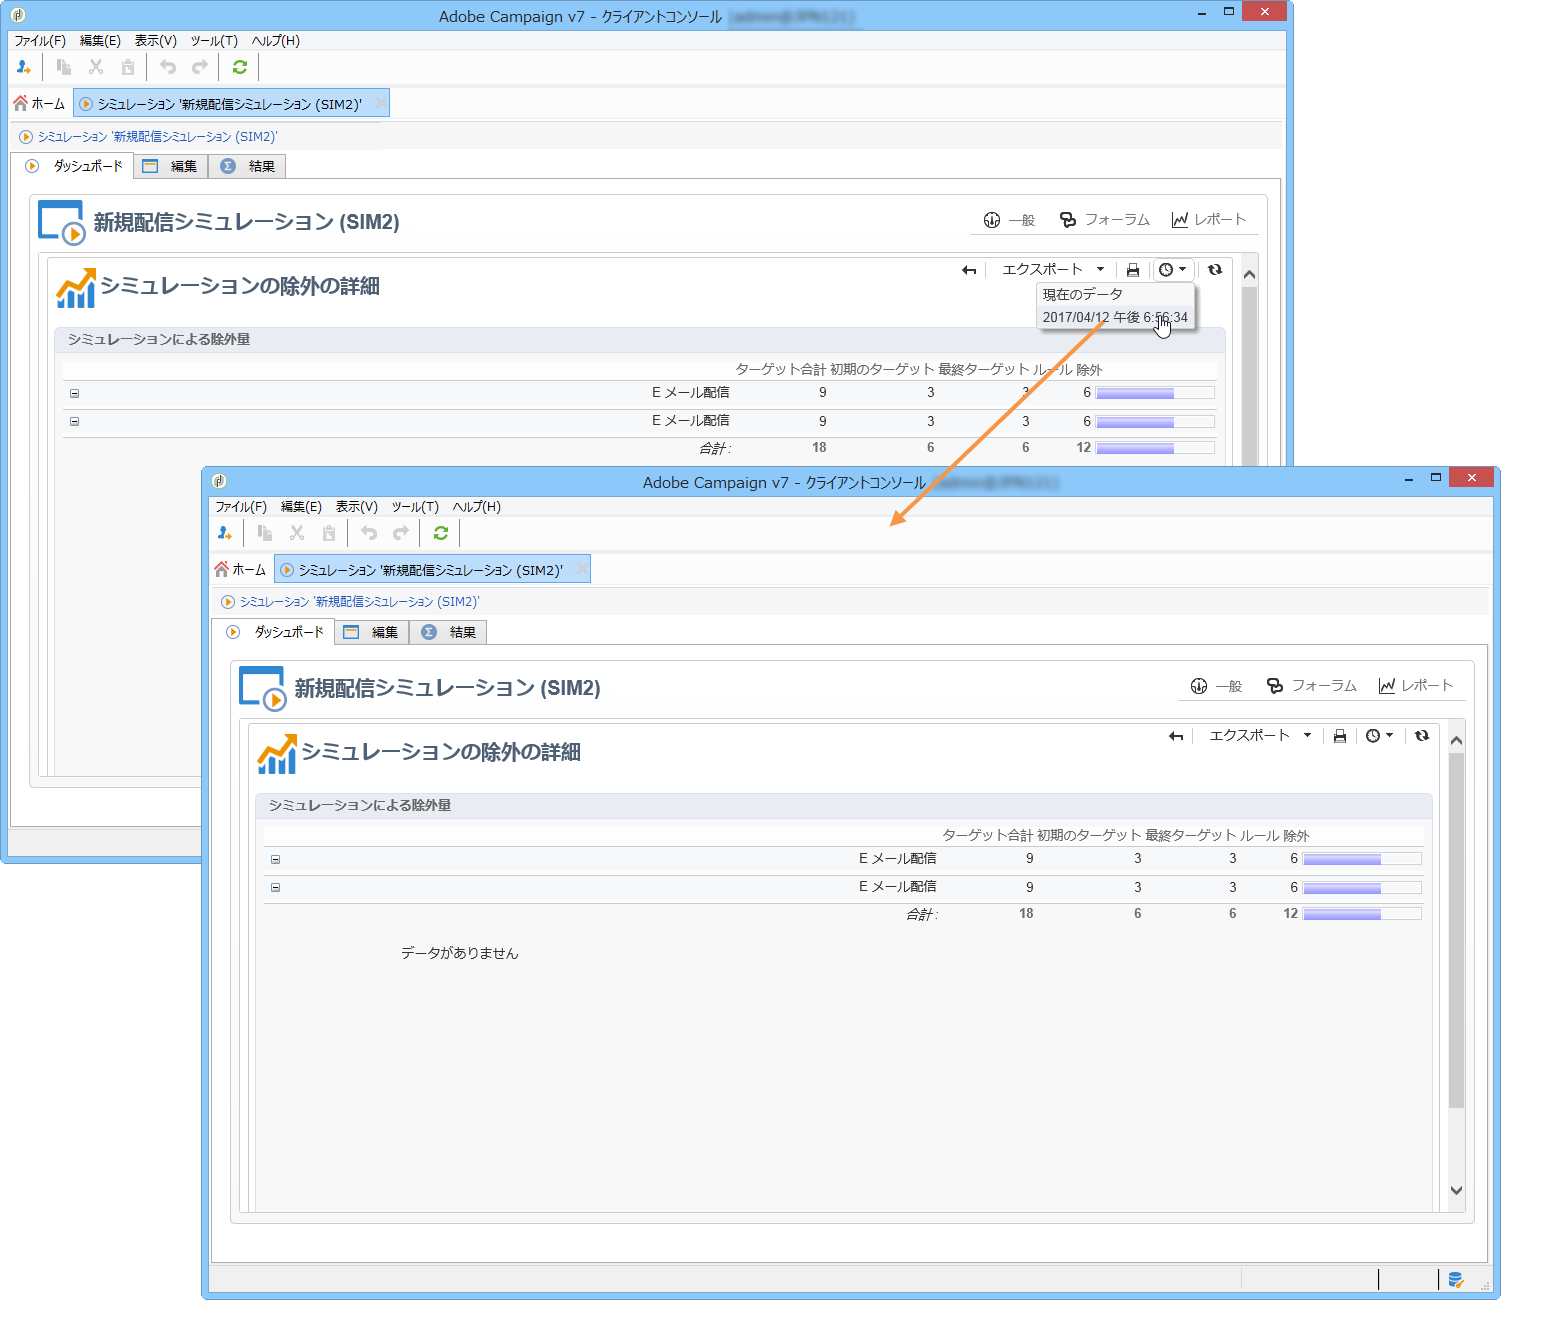 Adobe Campaign v7 - クライアントコンソール
ファイル(F) 編集(E) 表示(V) ツール(T) ヘルプ(H)
ホーム シミュレーション '新規配信シミュレーション (SIM2)'
シミュレーション '新規配信シミュレーション (SIM2)'
ダッシュボード 編集 結果
新規配信シミュレーション (SIM2) 一般 フォーラム レポート
シミュレーションの除外の詳細 エクスポート
現在のデータ
2017/04/12 午後 6:56:34
シミュレーションによる除外量
ターゲット合計 初期のターゲット 最終ターゲット ルール 除外
E メール配信 9 3 3 6
E メール配信 9 3 3 6
合計: 18 6 6 12
Adobe Campaign v7 - クライアントコンソール
ファイル(F) 編集(E) 表示(V) ツール(T) ヘルプ(H)
ホーム シミュレーション '新規配信シミュレーション (SIM2)'
シミュレーション '新規配信シミュレーション (SIM2)'
ダッシュボード 編集 結果
新規配信シミュレーション (SIM2) 一般 フォーラム レポート
シミュレーションの除外の詳細 エクスポート
シミュレーションによる除外量
ターゲット合計 初期のターゲット 最終ターゲット ルール 除外
E メール配信 9 3 3 6
E メール配信 9 3 3 6
合計: 18 6 6 12
データがありません